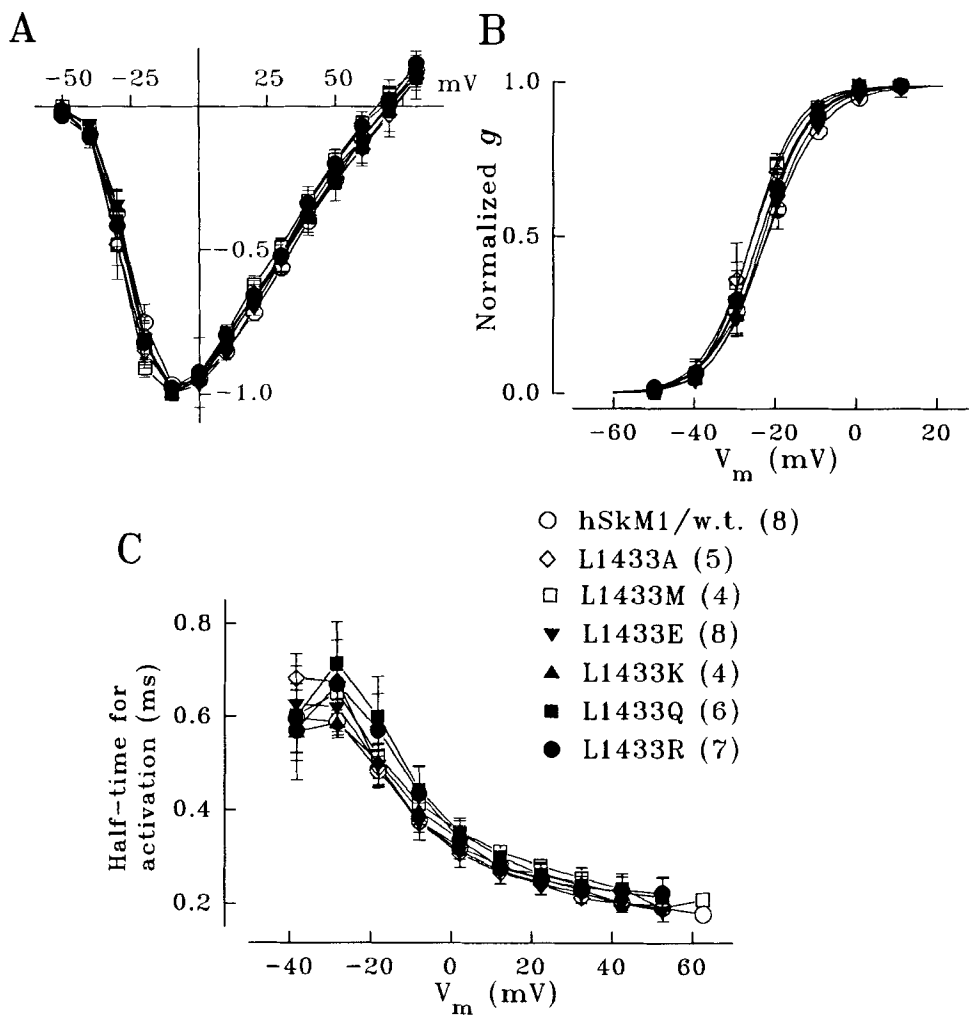 A
-50
-25
25
50
mV
-0.5
-1.0
B
1.0
0.5
0.0
Normalized g
-60
-40
-20
0
20
Vm (mV)
hSkM1/w.t. (8)
L1433A (5)
L1433M (4)
L1433E (8)
L1433K (4)
L1433Q (6)
L1433R (7)
C
0.8
0.6
0.4
0.2
Half-time for
activation (ms)
-40
-20
0
20
40
60
Vm (mV)